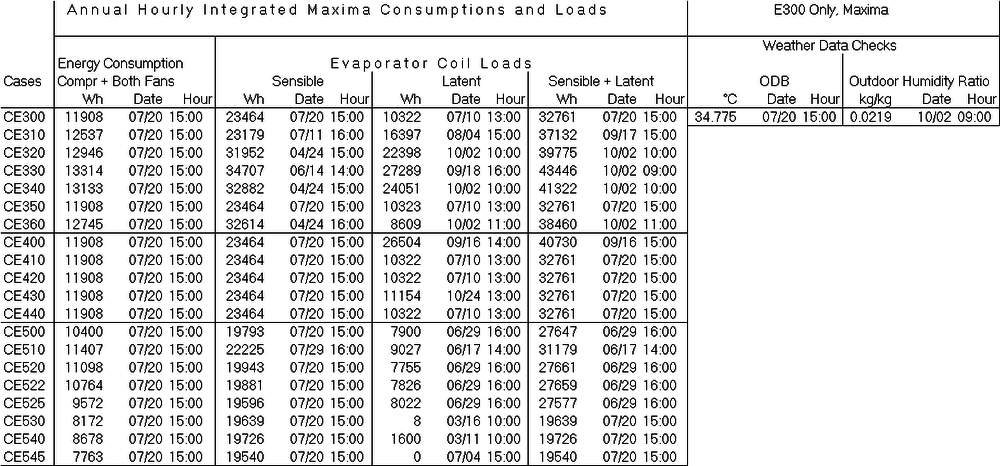 Annual Hourly Integrated Maxima Consumptions and Loads E300 Only, Maxima
Weather Data Checks
Energy Consumption Evaporator Coil Loads
Cases Compr + Both Fans Sensible Latent Sensible + Latent ODB Outdoor Humidity Ratio
Wh Date Hour Wh Date Hour Wh Date Hour Wh Date Hour °C Date Hour kg/kg Date Hour
CE300 11908 07/20 15:00 23464 07/20 15:00 10322 07/10 13:00 32761 07/20 15:00 34.775 07/20 15:00 0.0219 10/02 09:00
CE310 12537 07/20 15:00 23179 07/11 16:00 16397 08/04 15:00 37132 09/17 15:00
CE320 12946 07/20 15:00 31952 04/24 15:00 22398 10/02 10:00 39775 10/02 10:00
CE330 13314 07/20 15:00 34707 06/14 14:00 27289 09/18 16:00 43446 10/02 09:00
CE340 13133 07/20 15:00 32882 04/24 15:00 24051 10/02 10:00 41322 10/02 10:00
CE350 11908 07/20 15:00 23464 07/20 15:00 10323 07/10 13:00 32761 07/20 15:00
CE360 12745 07/20 15:00 32614 04/24 16:00 8609 10/02 11:00 38460 10/02 11:00
CE400 11908 07/20 15:00 23464 07/20 15:00 26504 09/16 14:00 40730 09/16 15:00
CE410 11908 07/20 15:00 23464 07/20 15:00 10322 07/10 13:00 32761 07/20 15:00
CE420 11908 07/20 15:00 23464 07/20 15:00 10322 07/10 13:00 32761 07/20 15:00
CE430 11908 07/20 15:00 23464 07/20 15:00 11154 10/24 13:00 32761 07/20 15:00
CE440 11908 07/20 15:00 23464 07/20 15:00 10322 07/10 13:00 32761 07/20 15:00
CE500 10400 07/20 15:00 19793 07/20 15:00 7900 06/29 16:00 27647 06/29 16:00
CE510 11407 07/20 15:00 22225 07/29 16:00 9027 06/17 14:00 31179 06/17 14:00
CE520 11098 07/20 15:00 19943 07/20 15:00 7755 06/29 16:00 27661 06/29 16:00
CE522 10764 07/20 15:00 19881 07/20 15:00 7826 06/29 16:00 27659 06/29 16:00
CE525 9572 07/20 15:00 19596 07/20 15:00 8022 06/29 16:00 27577 06/29 16:00
CE530 8172 07/20 15:00 19639 07/20 15:00 8 03/16 10:00 19639 07/20 15:00
CE540 8678 07/20 15:00 19726 07/20 15:00 1600 03/11 10:00 19726 07/20 15:00
CE545 7763 07/20 15:00 19540 07/20 15:00 0 07/04 15:00 19540 07/20 15:00